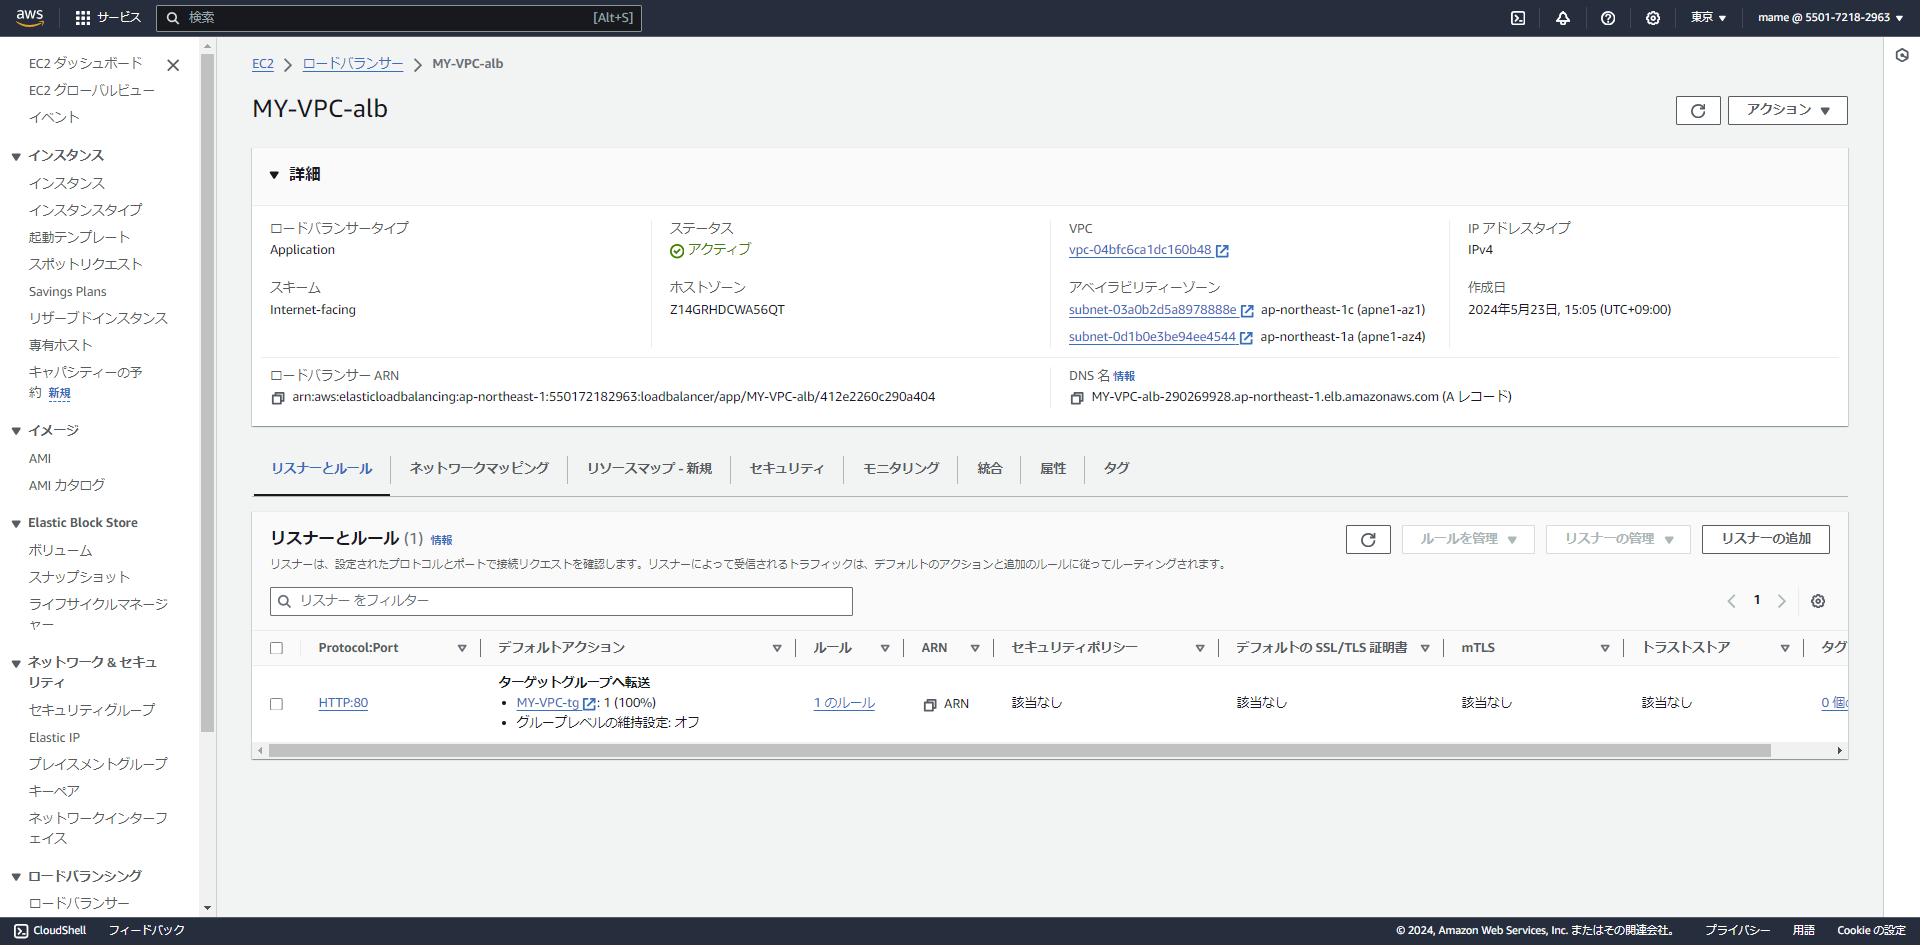 aws
サービス
検索
[Alt+S]
東京 ▼
mame @ 5501-7218-2963 ▼
EC2 ダッシュボード
EC2 グローバルビュー
イベント
▼ インスタンス
インスタンス
インスタンスタイプ
起動テンプレート
スポットリクエスト
Savings Plans
リザーブドインスタンス
専有ホスト
キャパシティーの予
約 新規
▼ イメージ
AMI
AMI カタログ
▼ Elastic Block Store
ボリューム
スナップショット
ライフサイクルマネージ
ャー
▼ ネットワーク & セキュ
リティ
セキュリティグループ
Elastic IP
プレイスメントグループ
キーペア
ネットワークインターフ
ェイス
▼ ロードバランシング
ロードバランサー
EC2 > ロードバランサー > MY-VPC-alb
MY-VPC-alb
アクション ▼
▼ 詳細
ロードバランサータイプ
Application
ステータス
アクティブ
VPC
vpc-04bfc6ca1dc160b48
IP アドレスタイプ
IPv4
スキーム
Internet-facing
ホストゾーン
Z14GRHDCWA56QT
アベイラビリティーゾーン
subnet-03a0b2d5a8978888e ap-northeast-1c (apne1-az1)
subnet-0d1b0e3be94ee4544 ap-northeast-1a (apne1-az4)
作成日
2024年5月23日, 15:05 (UTC+09:00)
ロードバランサー ARN
arn:aws:elasticloadbalancing:ap-northeast-1:550172182963:loadbalancer/app/MY-VPC-alb/412e2260c290a404
DNS 名 情報
MY-VPC-alb-290269928.ap-northeast-1.elb.amazonaws.com (A レコード)
リスナーとルール
ネットワークマッピング
リソースマップ - 新規
セキュリティ
モニタリング
統合
属性
タグ
リスナーとルール (1) 情報
ルールを管理 ▼
リスナーの管理 ▼
リスナーの追加
リスナーは、設定されたプロトコルとポートで接続リクエストを確認します。リスナーによって受信されるトラフィックは、デフォルトのアクションと追加のルールに従ってルーティングされます。
リスナー をフィルター
1
Protocol:Port
デフォルトアクション
ルール
ARN
セキュリティポリシー
デフォルトの SSL/TLS 証明書
mTLS
トラストストア
タグ
HTTP:80
ターゲットグループへ転送
• MY-VPC-tg : 1 (100%)
• グループレベルの維持設定: オフ
1 のルール
ARN
該当なし
該当なし
該当なし
該当なし
0 個
CloudShell
フィードバック
© 2024, Amazon Web Services, Inc. またはその関連会社。
プライバシー
用語
Cookie の設定